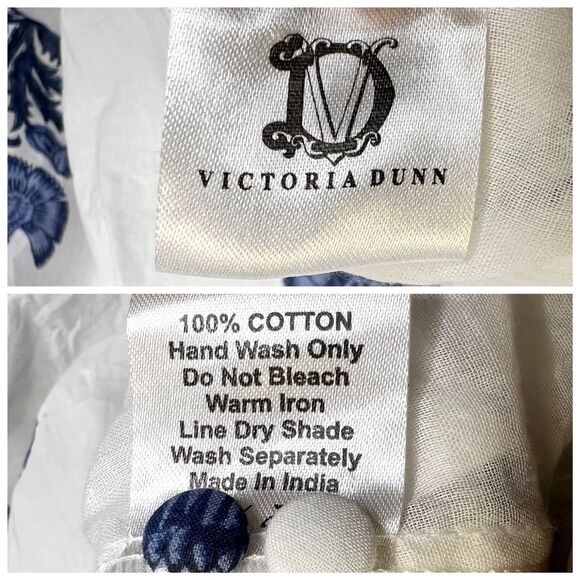 DV
VICTORIA DUNN
100% COTTON
Hand Wash Only
Do Not Bleach
Warm Iron
Line Dry Shade
Wash Separately
Made In India